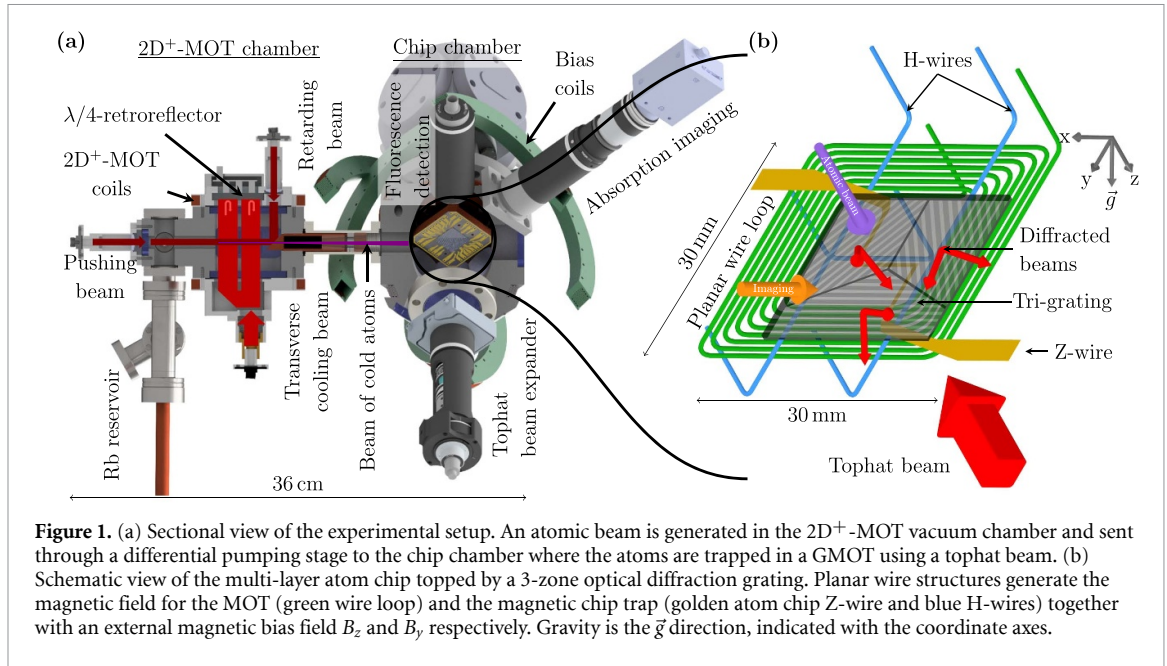 (a)
2D⁺-MOT chamber
Chip chamber
Bias
coils
λ/4-retroreflector
2D⁺-MOT
coils
Retarding
beam
Fluorescence
detection
Absorption imaging
Pushing
beam
Rb reservoir
Transverse
cooling beam
Beam of cold atoms
Tophat
beam expander
36 cm
(b)
H-wires
x
y
z
g⃗
Atomic beam
30 mm
Planar wire loop
Imaging
Diffracted
beams
Tri-grating
Z-wire
30 mm
Tophat beam
Figure 1. (a) Sectional view of the experimental setup. An atomic beam is generated in the 2D⁺-MOT vacuum chamber and sent
through a differential pumping stage to the chip chamber where the atoms are trapped in a GMOT using a tophat beam. (b)
Schematic view of the multi-layer atom chip topped by a 3-zone optical diffraction grating. Planar wire structures generate the
magnetic field for the MOT (green wire loop) and the magnetic chip trap (golden atom chip Z-wire and blue H-wires) together
with an external magnetic bias field B_z and B_y respectively. Gravity is the g⃗ direction, indicated with the coordinate axes.